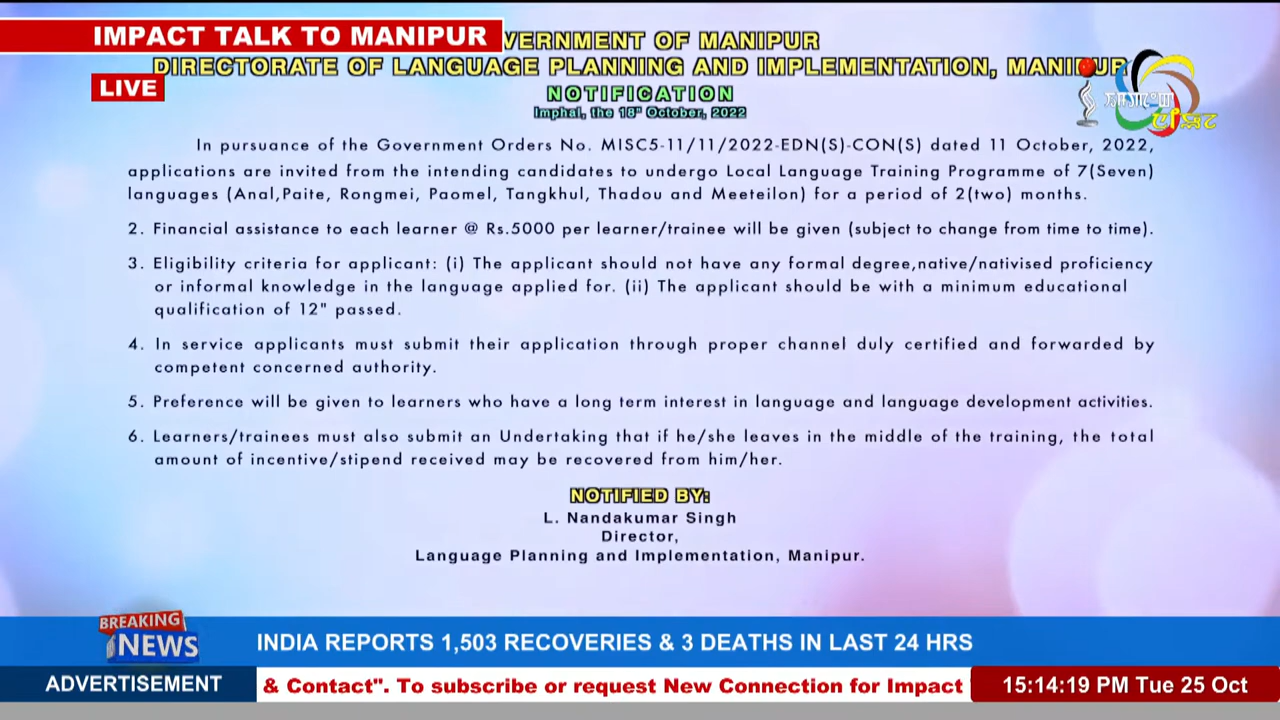 IMPACT TALK TO MANIPUR
VERNMENT OF MANIPUR
DIRECTORATE OF LANGUAGE PLANNING AND IMPLEMENTATION, MANIPUR
LIVE
NOTIFICATION
Imphal, the 18" October, 2022
In pursuance of the Government Orders No. MISC5-11/11/2022-EDN(S)-CON(S) dated 11 October, 2022,
applications are invited from the intending candidates to undergo Local Language Training Programme of 7(Seven)
languages (Anal,Paite, Rongmei, Paomel, Tangkhul, Thadou and Meeteilon) for a period of 2(two) months.
2. Financial assistance to each learner @ Rs.5000 per learner/trainee will be given (subject to change from time to time).
3. Eligibility criteria for applicant: (i) The applicant should not have any formal degree,native/nativised proficiency
or informal knowledge in the language applied for. (ii) The applicant should be with a minimum educational
qualification of 12" passed.
4. In service applicants must submit their application through proper channel duly certified and forwarded by
competent concerned authority.
5. Preference will be given to learners who have a long term interest in language and language development activities.
6. Learners/trainees must also submit an Undertaking that if he/she leaves in the middle of the training, the total
amount of incentive/stipend received may be recovered from him/her.
NOTIFIED BY:
L. Nandakumar Singh
Director,
Language Planning and Implementation, Manipur.
BREAKING
NEWS
INDIA REPORTS 1,503 RECOVERIES & 3 DEATHS IN LAST 24 HRS
ADVERTISEMENT
& Contact". To subscribe or request New Connection for Impact
15:14:19 PM Tue 25 Oct